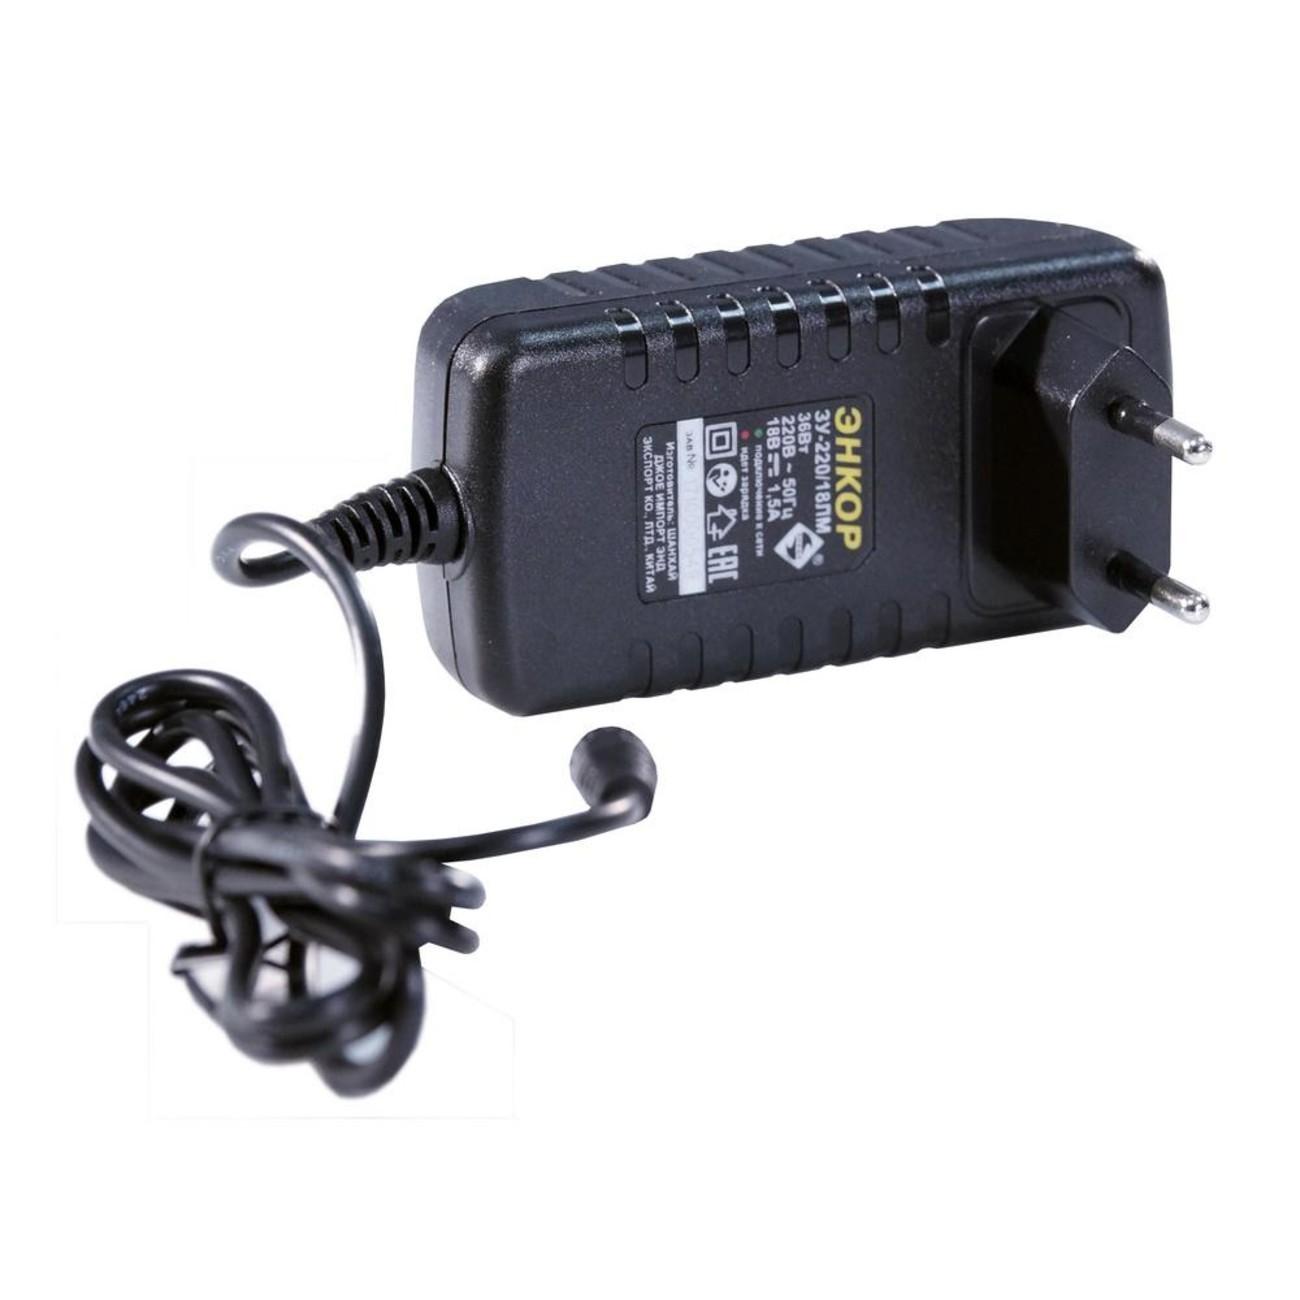 ЭНКОР
ЗУ-220/18ЛМ
36Вт
220В ~ 50Гц
18В 1,5А
подключение к сети
идет зарядка
®
EAC
ЗАВ №
Изготовитель: ШАНХАЙ
ДЖОЕ ИМПОРТ ЭНД
ЭКСПОРТ КО., ЛТД, КИТАЙ